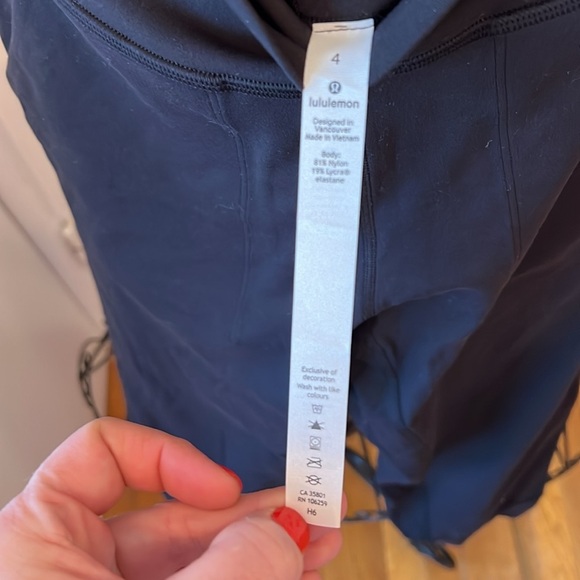 4
lululemon
Designed in
Vancouver
Made in Vietnam
Body:
81% Nylon
19% Lycra®
elastane
Exclusive of
decoration
Wash with like
colours
CA 35801
RN 106259
H6